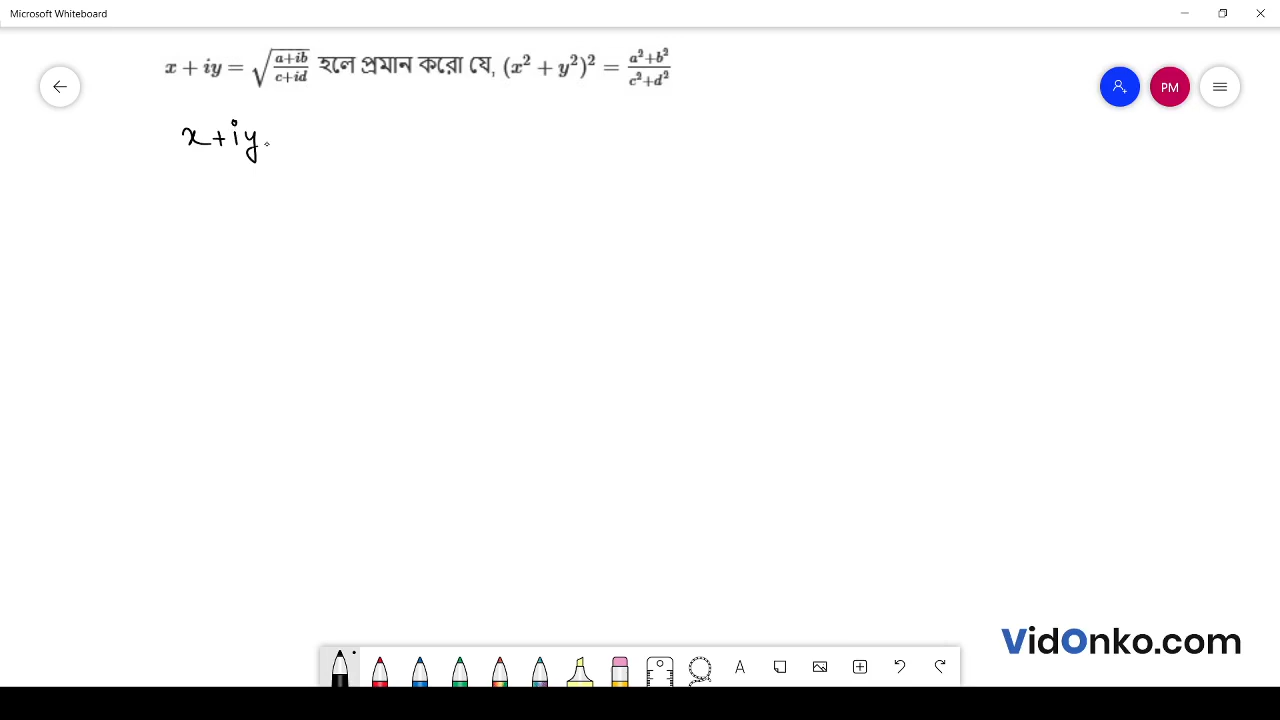 Microsoft Whiteboard
x + iy = √(a+ib / c+id) হলে প্রমান করো যে, (x² + y²)² = a²+b² / c²+d²
PM
x+iy
A
VidOnko.com